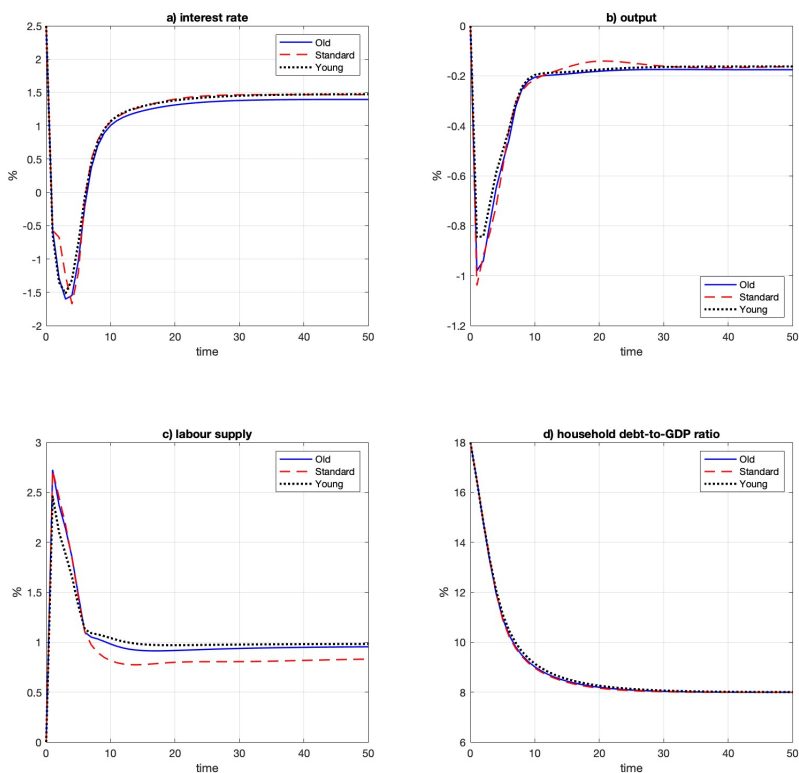 a) interest rate
2.5
2
1.5
1
0.5
0
-0.5
-1
-1.5
-2
%
0 10 20 30 40 50
time
Old
Standard
Young
b) output
0
-0.2
-0.4
-0.6
-0.8
-1
-1.2
%
0 10 20 30 40 50
time
Old
Standard
Young
c) labour supply
3
2.5
2
1.5
1
0.5
0
%
0 10 20 30 40 50
time
Old
Standard
Young
d) household debt-to-GDP ratio
18
16
14
12
10
8
6
%
0 10 20 30 40 50
time
Old
Standard
Young